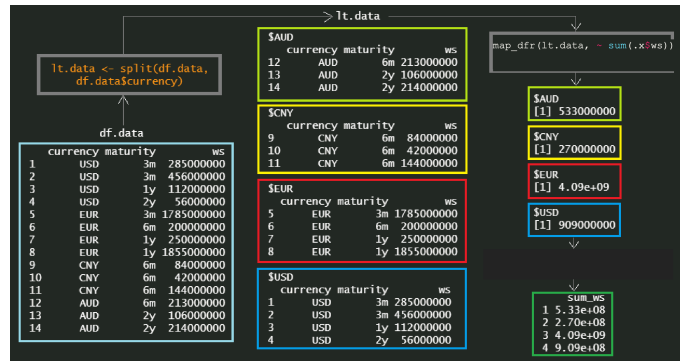 lt.data
lt.data <- split(df.data,
df.data$currency)
df.data
currency maturity ws
1 USD 3m 285000000
2 USD 3m 456000000
3 USD 1y 112000000
4 USD 2y 56000000
5 EUR 3m 1785000000
6 EUR 6m 200000000
7 EUR 1y 250000000
8 EUR 1y 1855000000
9 CNY 6m 84000000
10 CNY 6m 42000000
11 CNY 6m 144000000
12 AUD 6m 213000000
13 AUD 2y 106000000
14 AUD 2y 214000000
$AUD
currency maturity ws
12 AUD 6m 213000000
13 AUD 2y 106000000
14 AUD 2y 214000000
$CNY
currency maturity ws
9 CNY 6m 84000000
10 CNY 6m 42000000
11 CNY 6m 144000000
$EUR
currency maturity ws
5 EUR 3m 1785000000
6 EUR 6m 200000000
7 EUR 1y 250000000
8 EUR 1y 1855000000
$USD
currency maturity ws
1 USD 3m 285000000
2 USD 3m 456000000
3 USD 1y 112000000
4 USD 2y 56000000
map_dfr(lt.data, ~ sum(.x$ws))
$AUD
[1] 533000000
$CNY
[1] 270000000
$EUR
[1] 4.09e+09
$USD
[1] 909000000
sum_ws
1 5.33e+08
2 2.70e+08
3 4.09e+09
4 9.09e+08